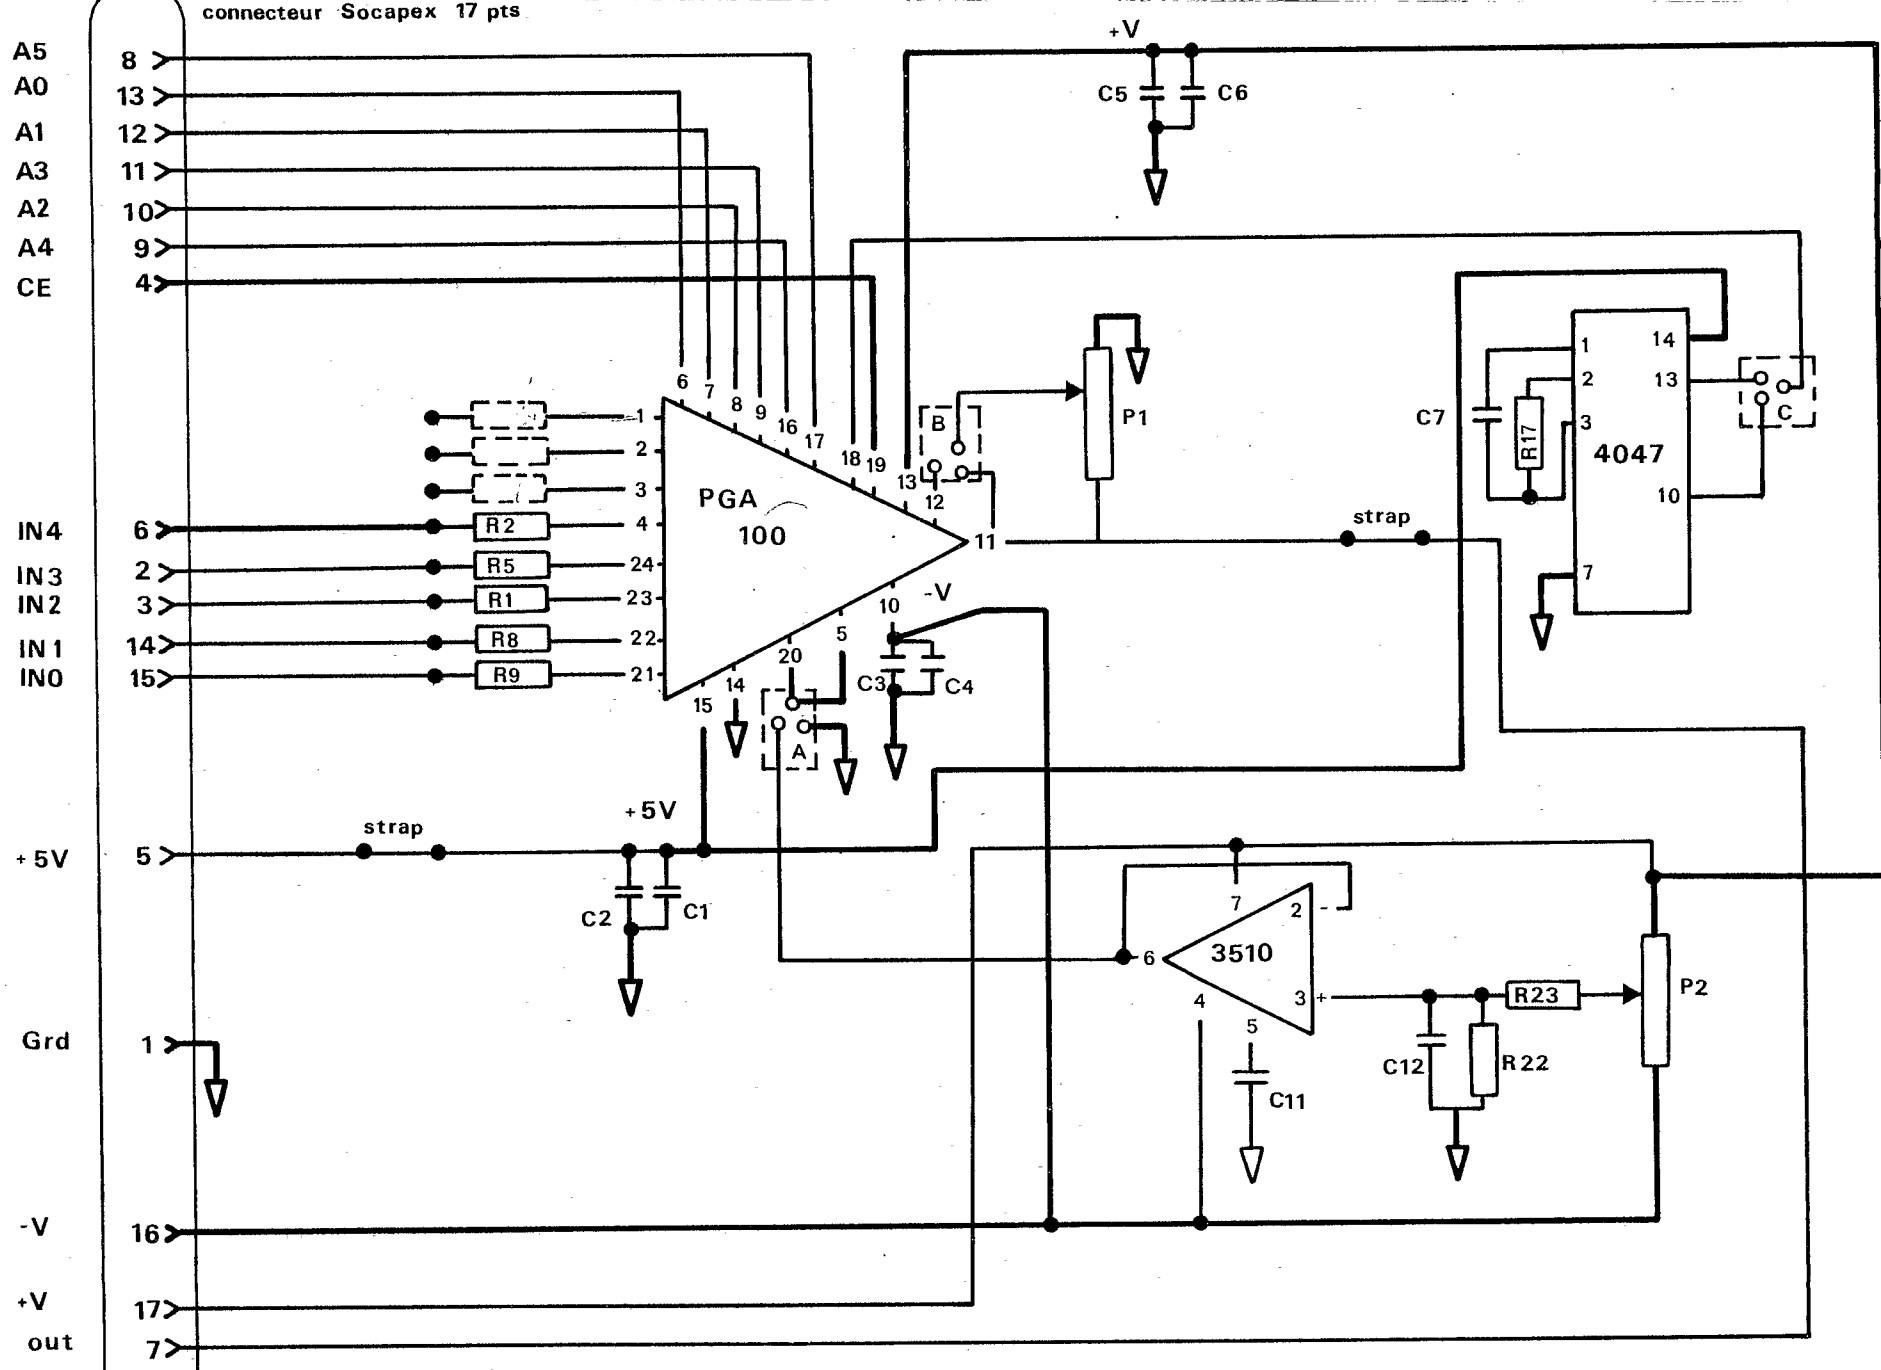 connecteur Socapex 17 pts
+V
A5 8
A0 13
A1 12
A3 11
A2 10
A4 9
CE 4
C5 C6
6 7 8 9 16 17 18 19 13 12
B
P1
1
2
3
IN4 6 R2 4
IN3 2 R5 24
IN2 3 R1 23
IN1 14 R8 22
IN0 15 R9 21
PGA
100
11
strap
C7
R17
1
2
3
7
14
13
10
4047
C
15 14 20 5 10
-V
C3 C4
A
+5V
strap
+5V 5
C2 C1
7
2 -
6
3510
3 +
4
5
R23
P2
C12
R22
C11
Grd 1
-V 16
+V 17
out 7